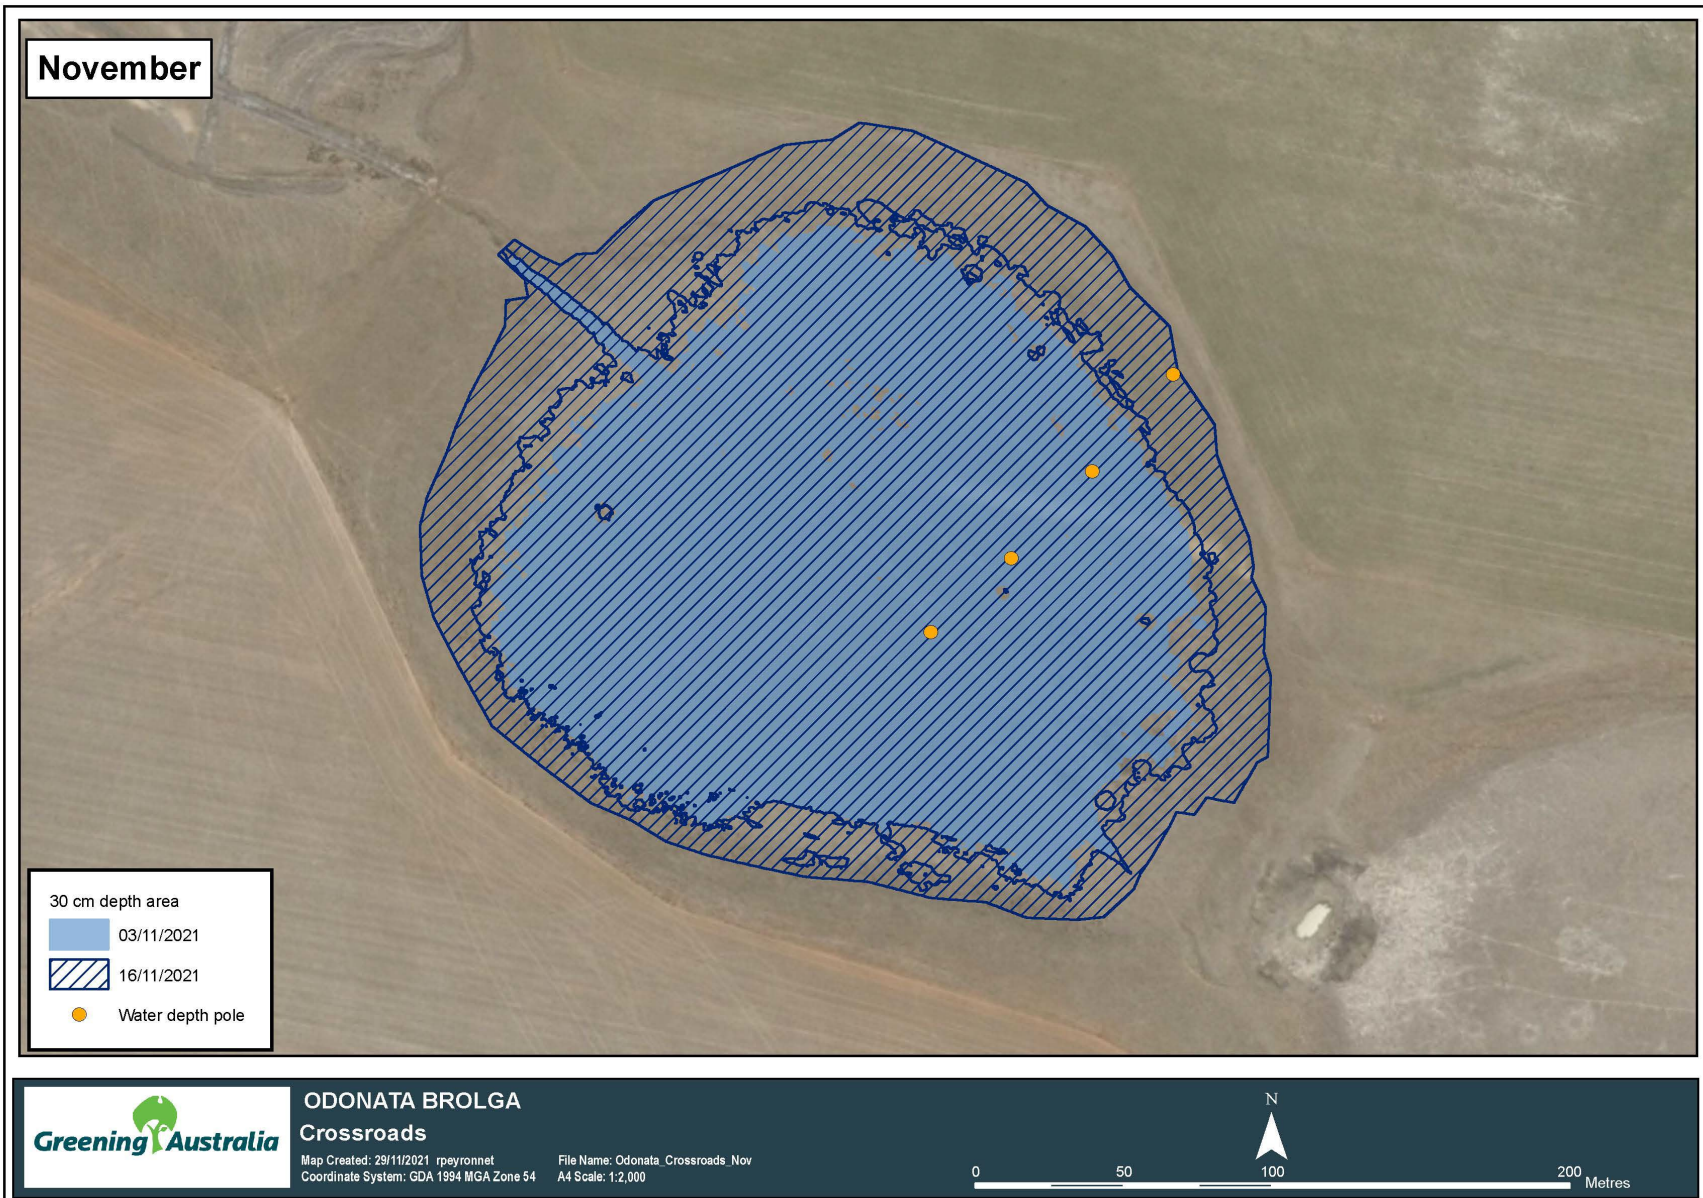 November
30 cm depth area
03/11/2021
16/11/2021
Water depth pole
Greening Australia
ODONATA BROLGA
Crossroads
Map Created: 29/11/2021 rpeyronnet
File Name: Odonata_Crossroads_Nov
Coordinate System: GDA 1994 MGA Zone 54
A4 Scale: 1:2,000
N
0 50 100 200
Metres